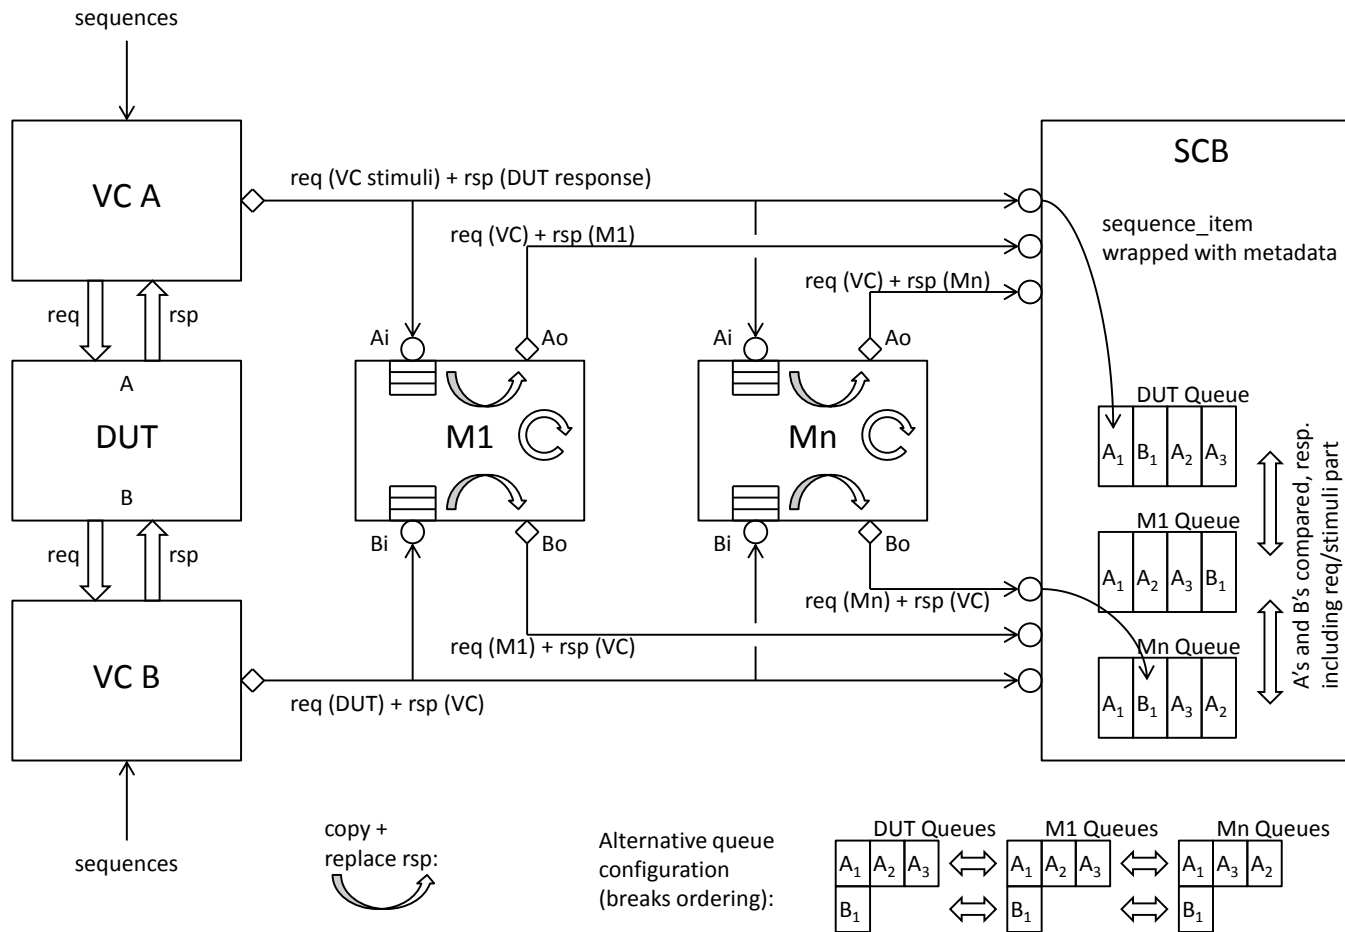 sequences
VC A
req (VC stimuli) + rsp (DUT response)
req (VC) + rsp (M1)
req (VC) + rsp (Mn)
SCB
sequence_item
wrapped with metadata
req
rsp
Ai
Ao
Ai
Ao
A
DUT
B
M1
Mn
DUT Queue
A₁ B₁ A₂ A₃
M1 Queue
A₁ A₂ A₃ B₁
Mn Queue
A₁ B₁ A₃ A₂
A's and B's compared, resp.
including req/stimuli part
req
rsp
Bi
Bo
Bi
Bo
req (Mn) + rsp (VC)
req (M1) + rsp (VC)
VC B
req (DUT) + rsp (VC)
sequences
copy +
replace rsp:
Alternative queue
configuration
(breaks ordering):
DUT Queues
M1 Queues
Mn Queues
A₁ A₂ A₃
A₁ A₂ A₃
A₁ A₃ A₂
B₁
B₁
B₁